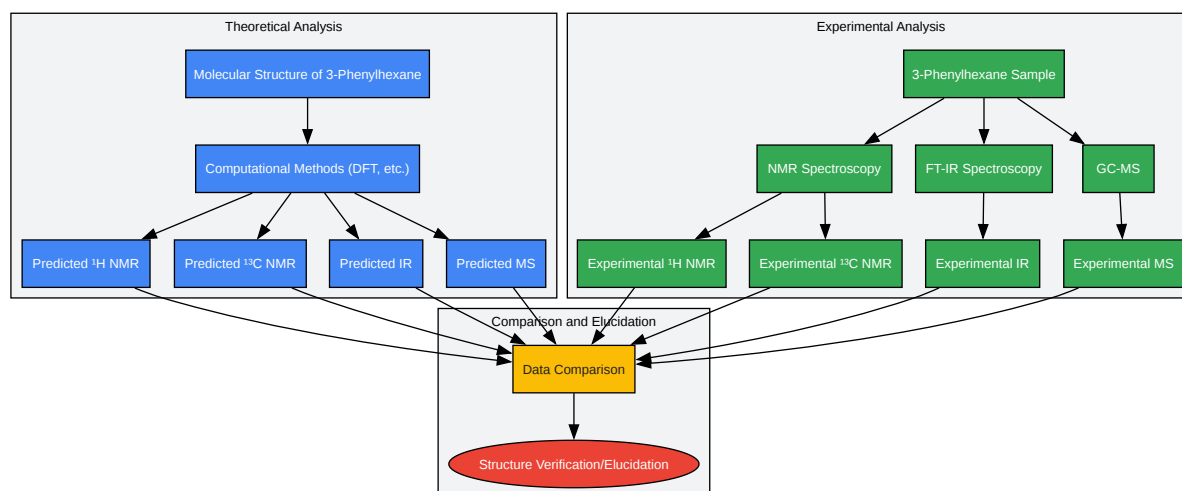 Theoretical Analysis
Molecular Structure of 3-Phenylhexane
Computational Methods (DFT, etc.)
Predicted ¹H NMR
Predicted ¹³C NMR
Predicted IR
Predicted MS
Experimental Analysis
3-Phenylhexane Sample
NMR Spectroscopy
FT-IR Spectroscopy
GC-MS
Experimental ¹H NMR
Experimental ¹³C NMR
Experimental IR
Experimental MS
Comparison and Elucidation
Data Comparison
Structure Verification/Elucidation